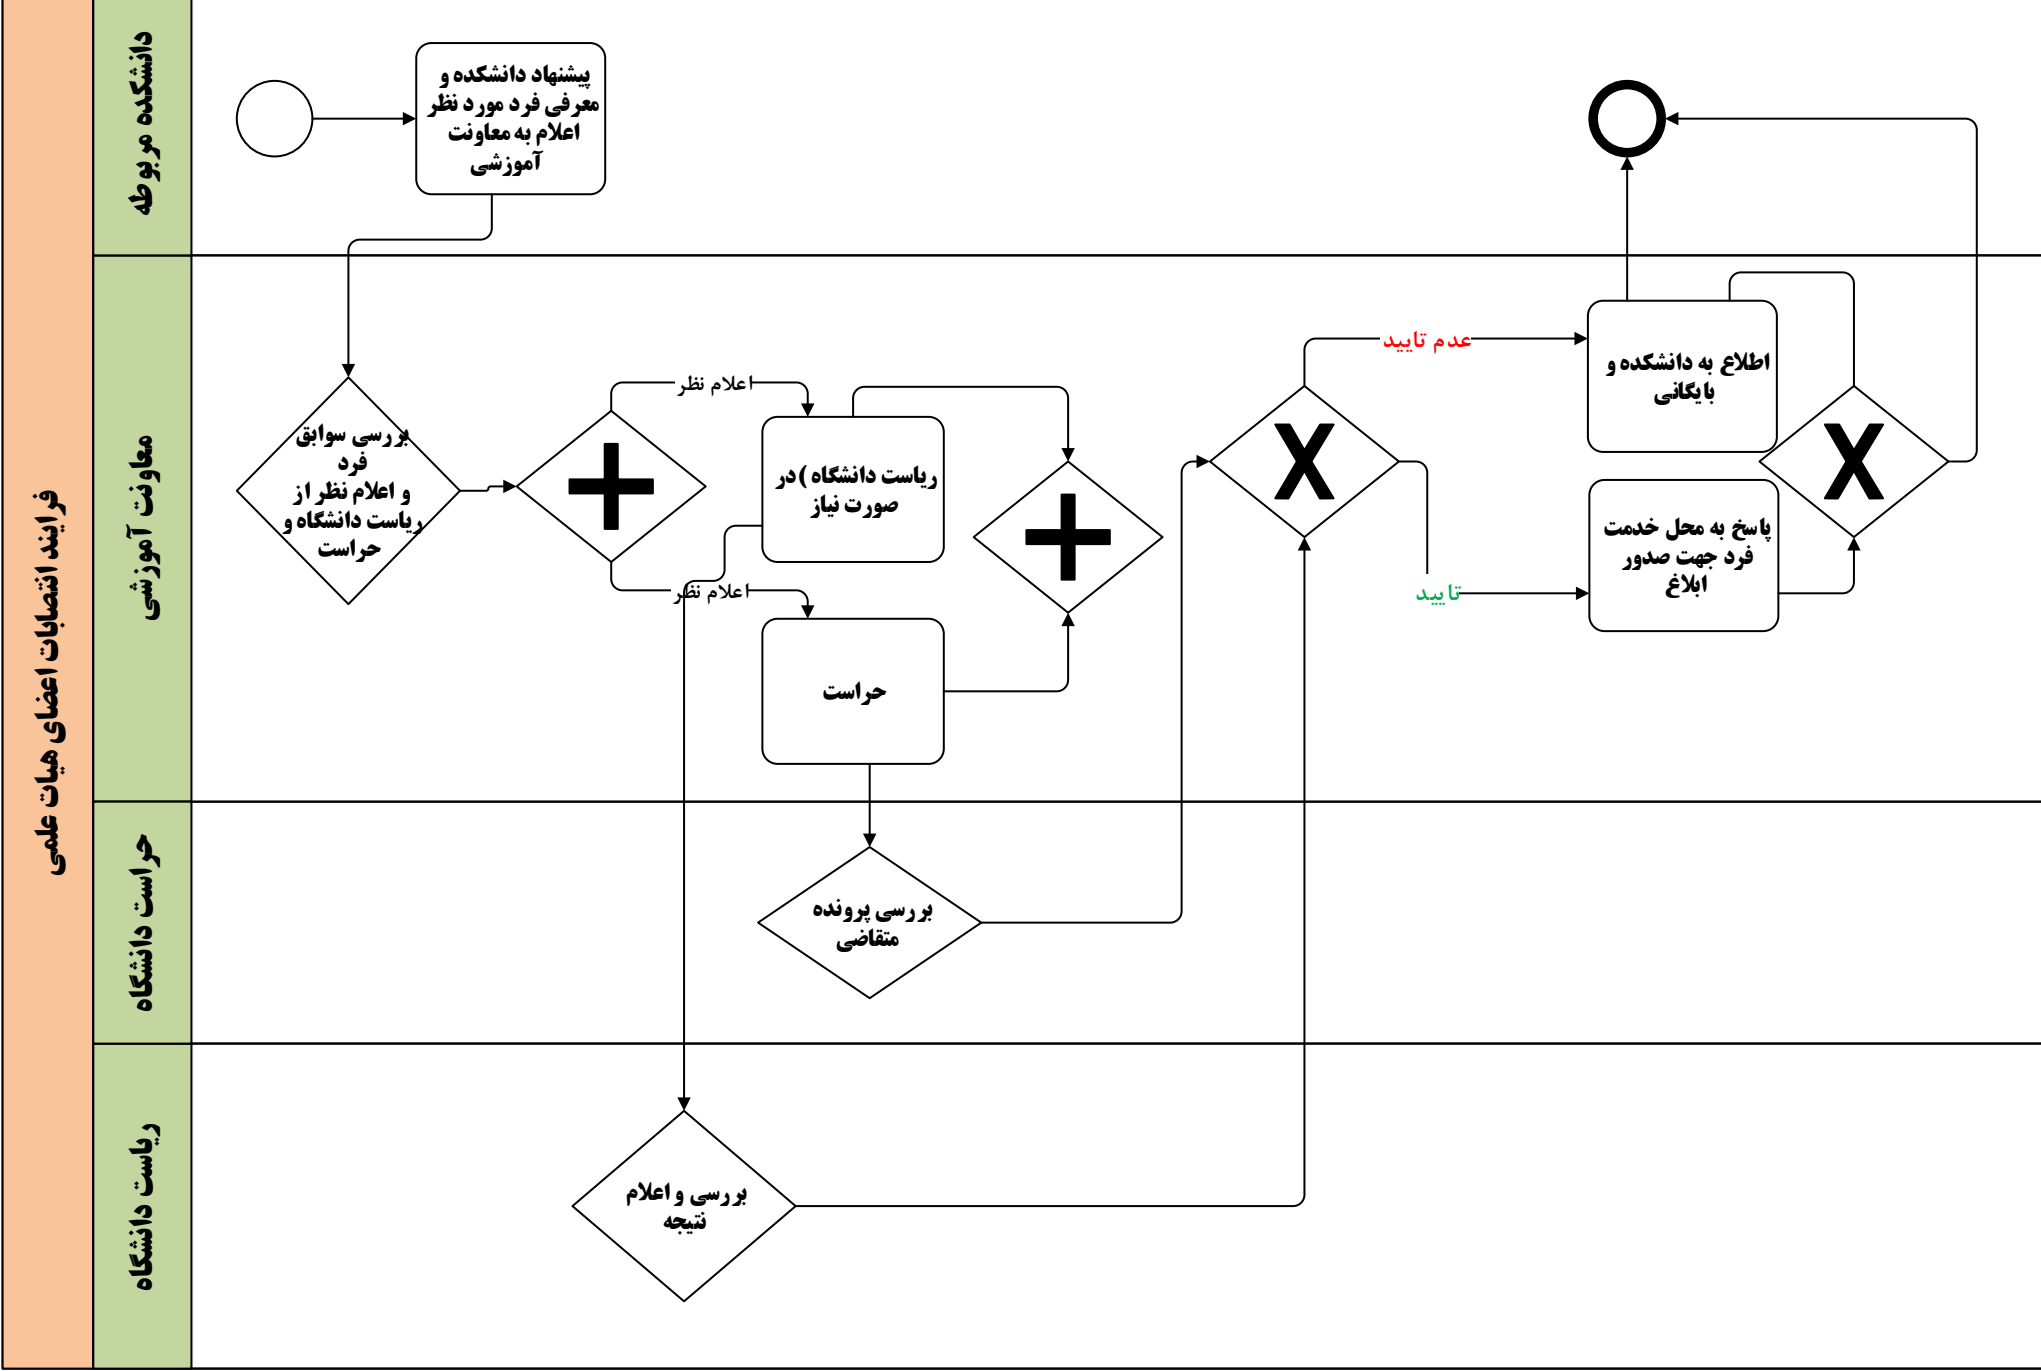 فرایند انتصابات اعضای هیات علمی
دانشکده مربوطه
پیشنهاد دانشکده و
معرفی فرد مورد نظر
اعلام به معاونت
آموزشی
معاونت آموزشی
بررسی سوابق
فرد
و اعلام نظر از
ریاست دانشگاه و
حراست
اعلام نظر
ریاست دانشگاه )در
صورت نیاز
اعلام نظر
حراست
عدم تایید
اطلاع به دانشکده و
بایگانی
X
تایید
پاسخ به محل خدمت
فرد جهت صدور
ابلاغ
X
حراست دانشگاه
بررسی پرونده
متقاضی
ریاست دانشگاه
بررسی و اعلام
نتیجه